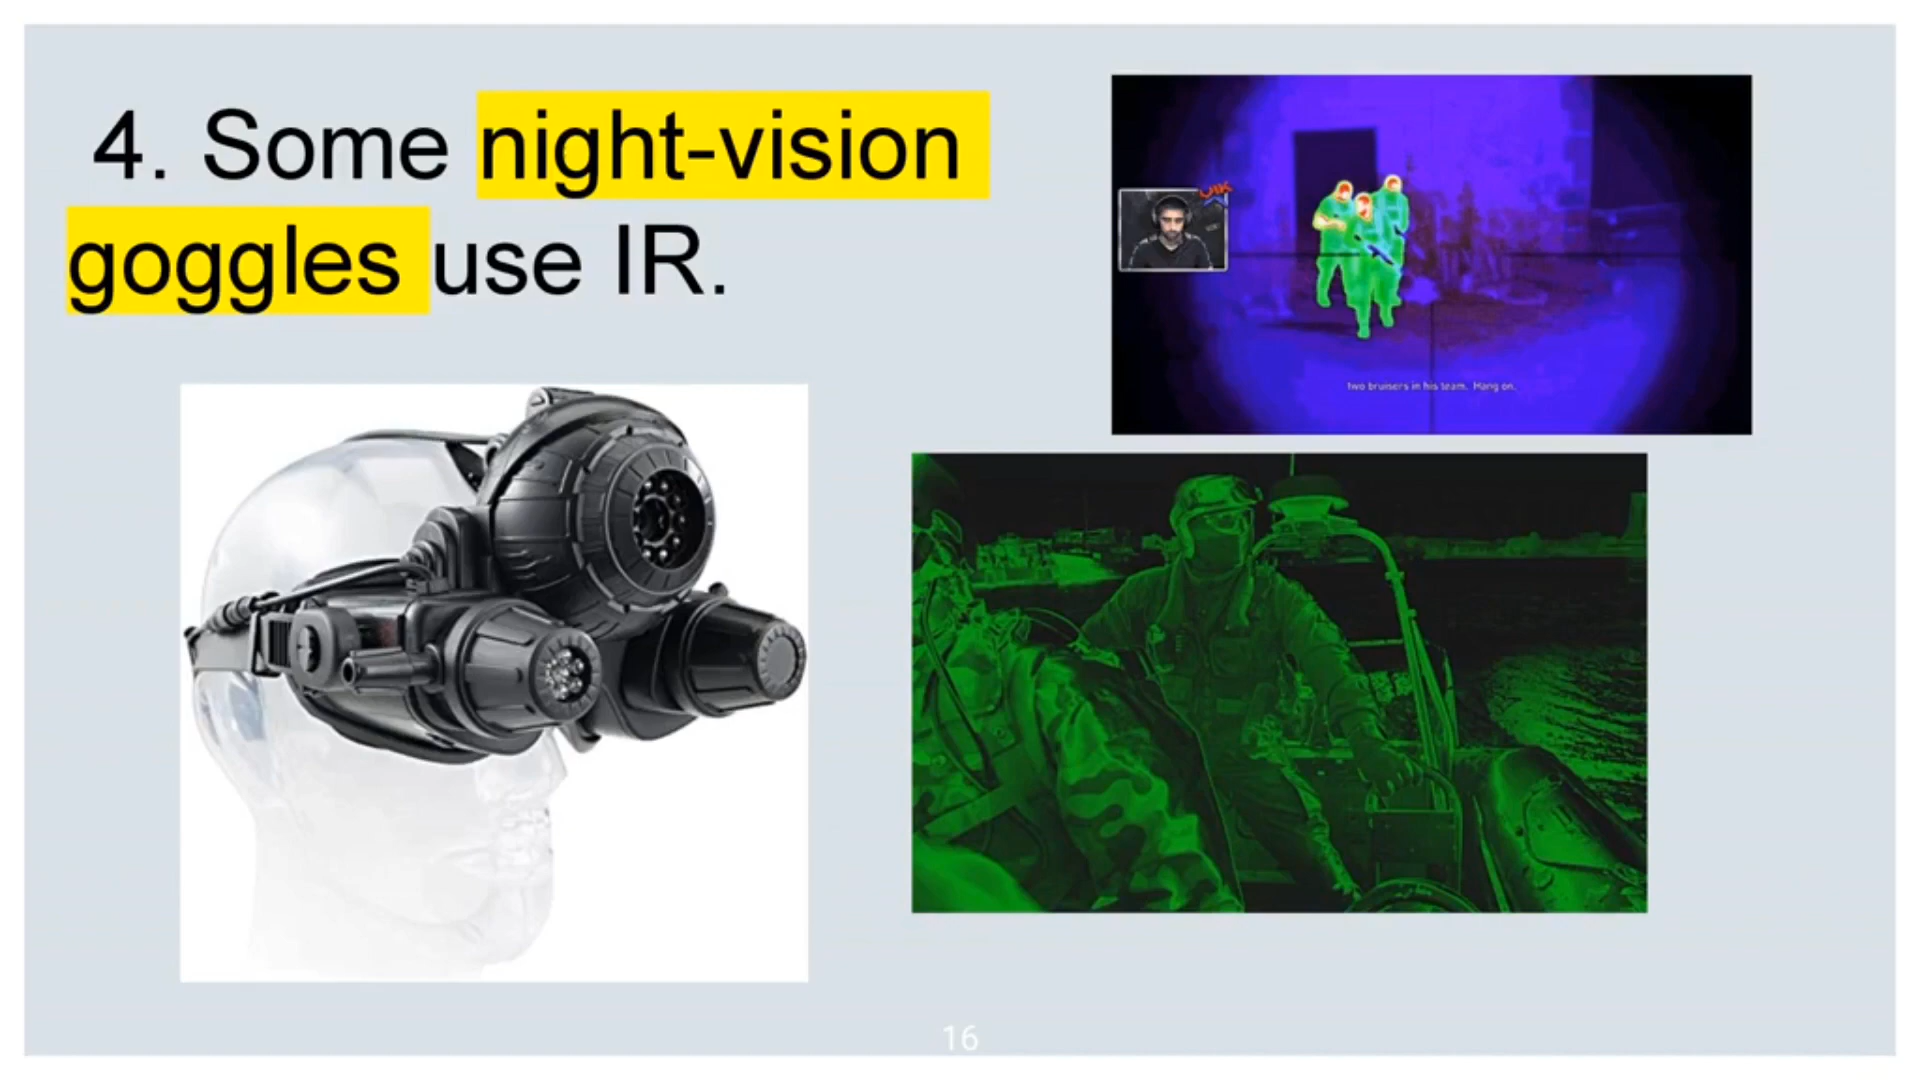 4. Some night-vision
goggles use IR.
Two bruisers in his team. Hang on.
16